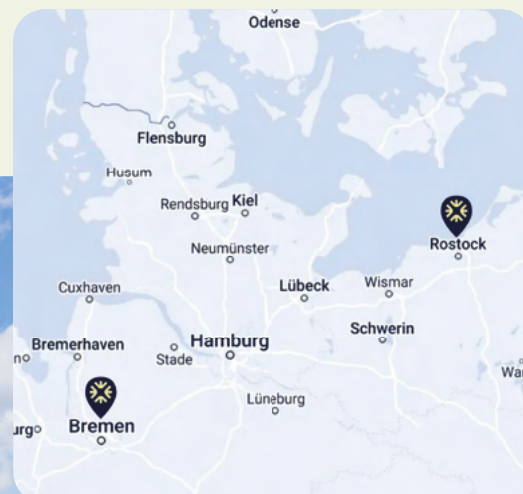 Odense
Flensburg
Husum
Rendsburg
Kiel
Neumünster
Rostock
Cuxhaven
Lübeck
Wismar
Bremerhaven
Stade
Hamburg
Schwerin
Lüneburg
Bremen